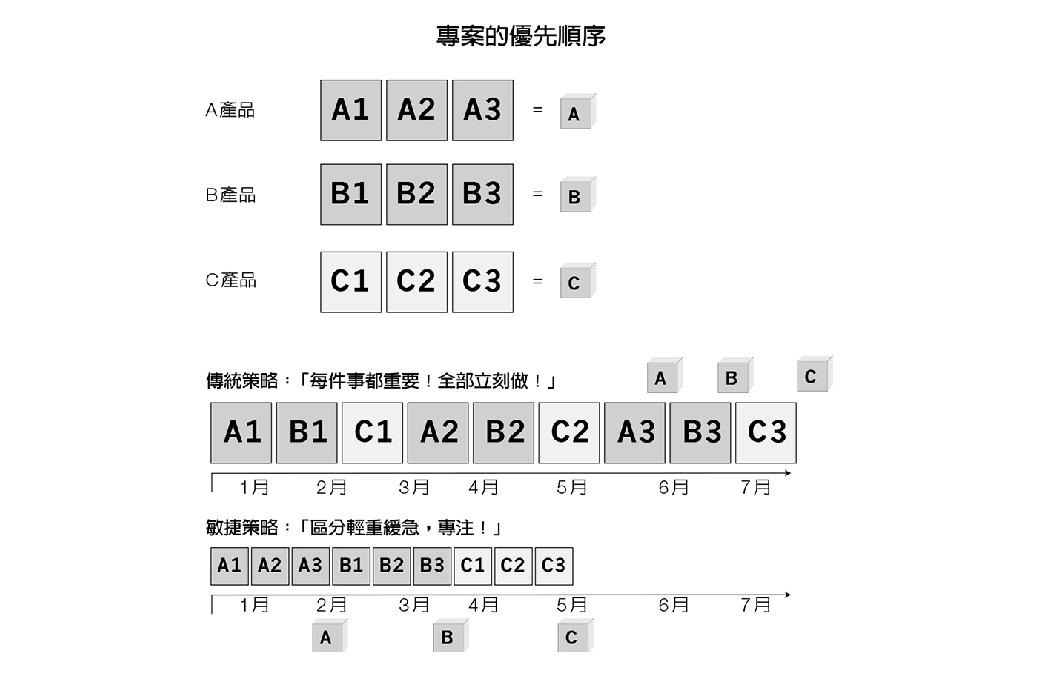 專案的優先順序
A產品 A1 A2 A3 = A
B產品 B1 B2 B3 = B
C產品 C1 C2 C3 = C
A B C
傳統策略：「每件事都重要！全部立刻做！」
A1 B1 C1 A2 B2 C2 A3 B3 C3
1月 2月 3月 4月 5月 6月 7月
敏捷策略：「區分輕重緩急，專注！」
A1 A2 A3 B1 B2 B3 C1 C2 C3
1月 2月 3月 4月 5月 6月 7月
A B C